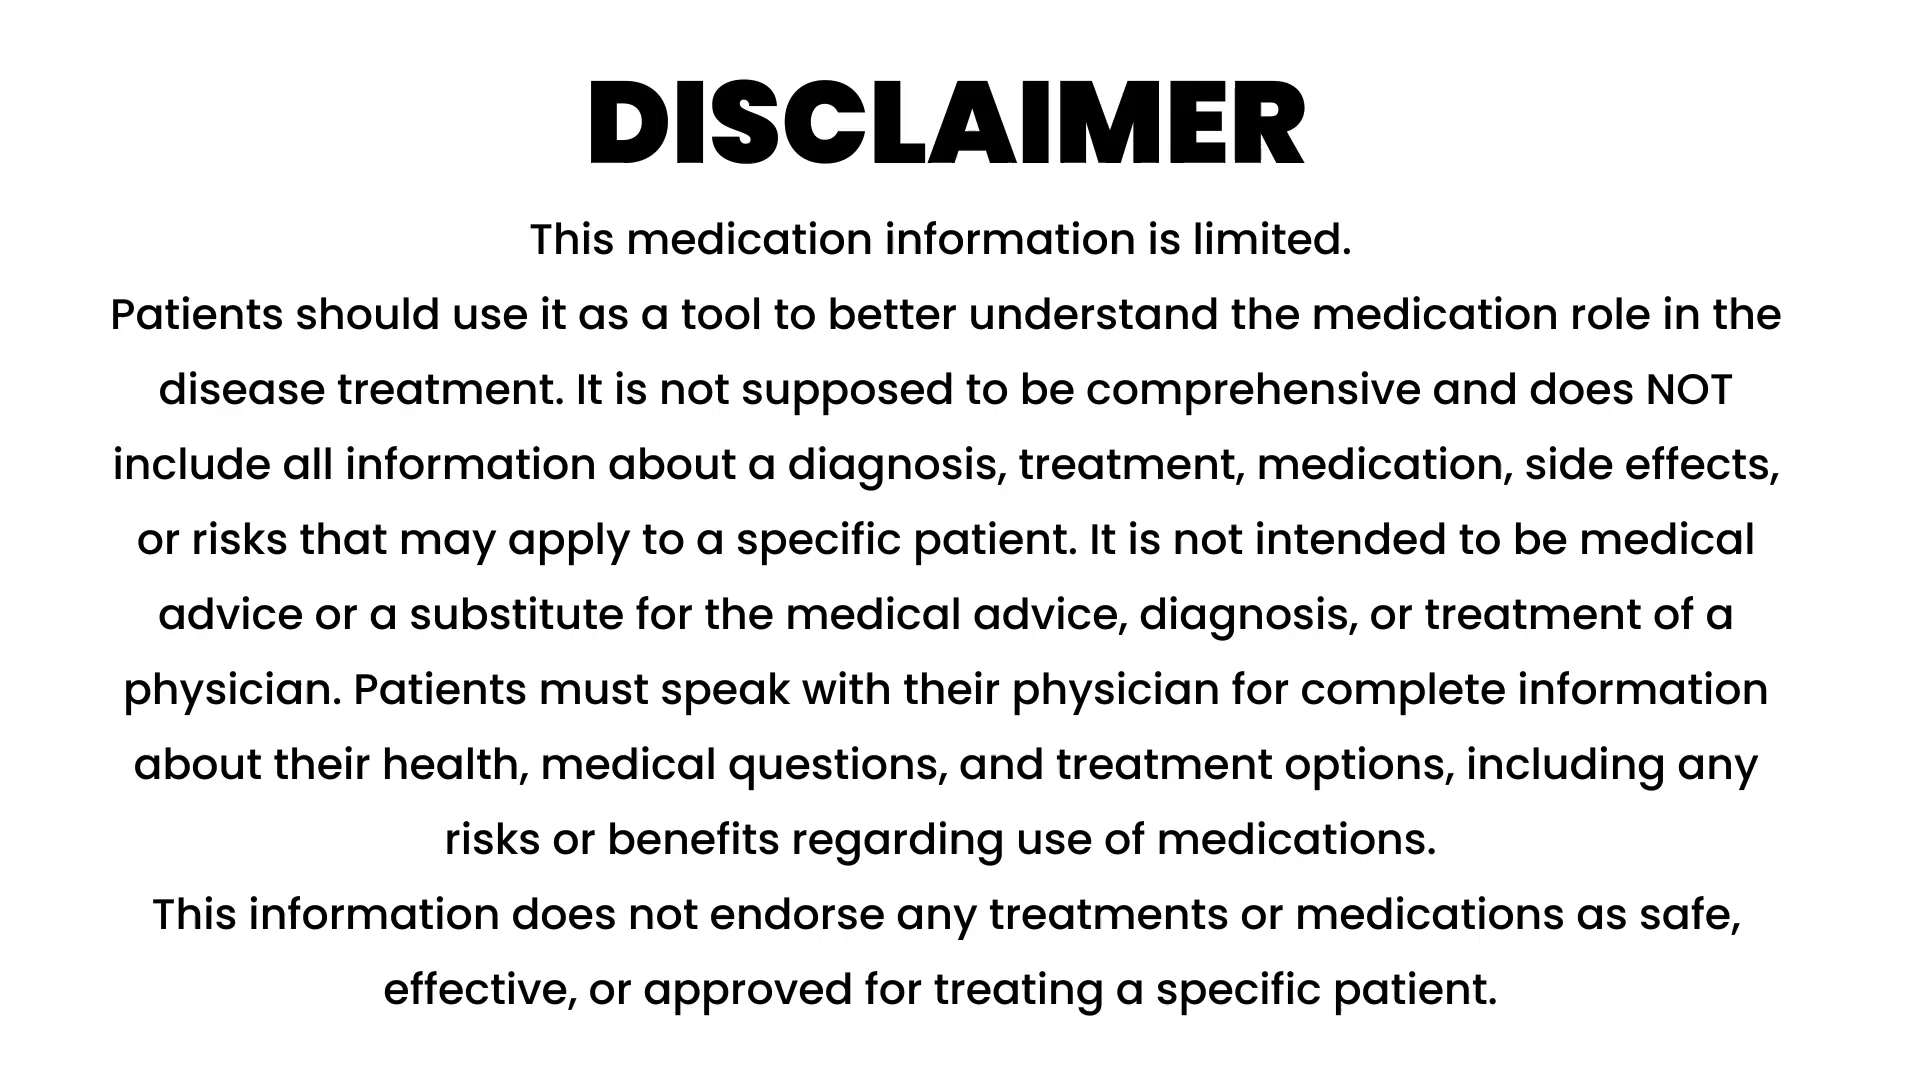 DISCLAIMER
This medication information is limited.
Patients should use it as a tool to better understand the medication role in the
disease treatment. It is not supposed to be comprehensive and does NOT
include all information about a diagnosis, treatment, medication, side effects,
or risks that may apply to a specific patient. It is not intended to be medical
advice or a substitute for the medical advice, diagnosis, or treatment of a
physician. Patients must speak with their physician for complete information
about their health, medical questions, and treatment options, including any
risks or benefits regarding use of medications.
This information does not endorse any treatments or medications as safe,
effective, or approved for treating a specific patient.